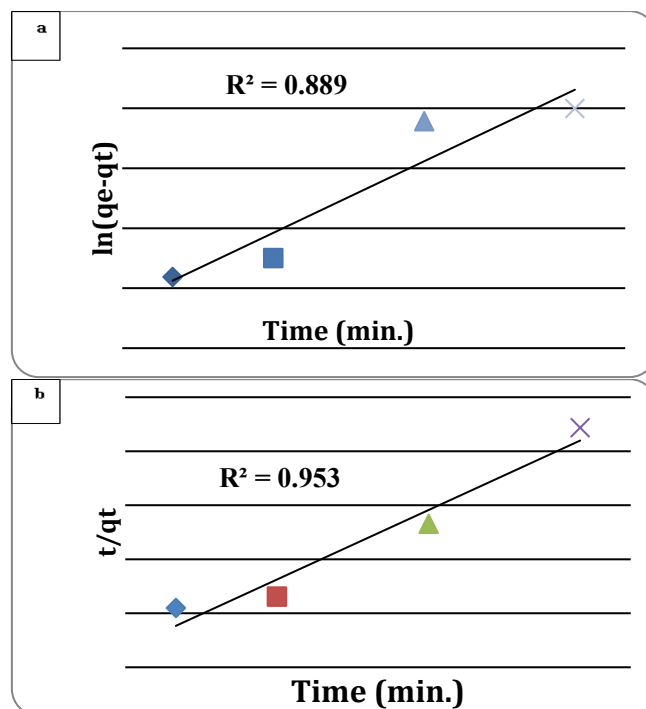 a
R² = 0.889
ln(qe-qt)
Time (min.)
b
R² = 0.953
t/qt
Time (min.)